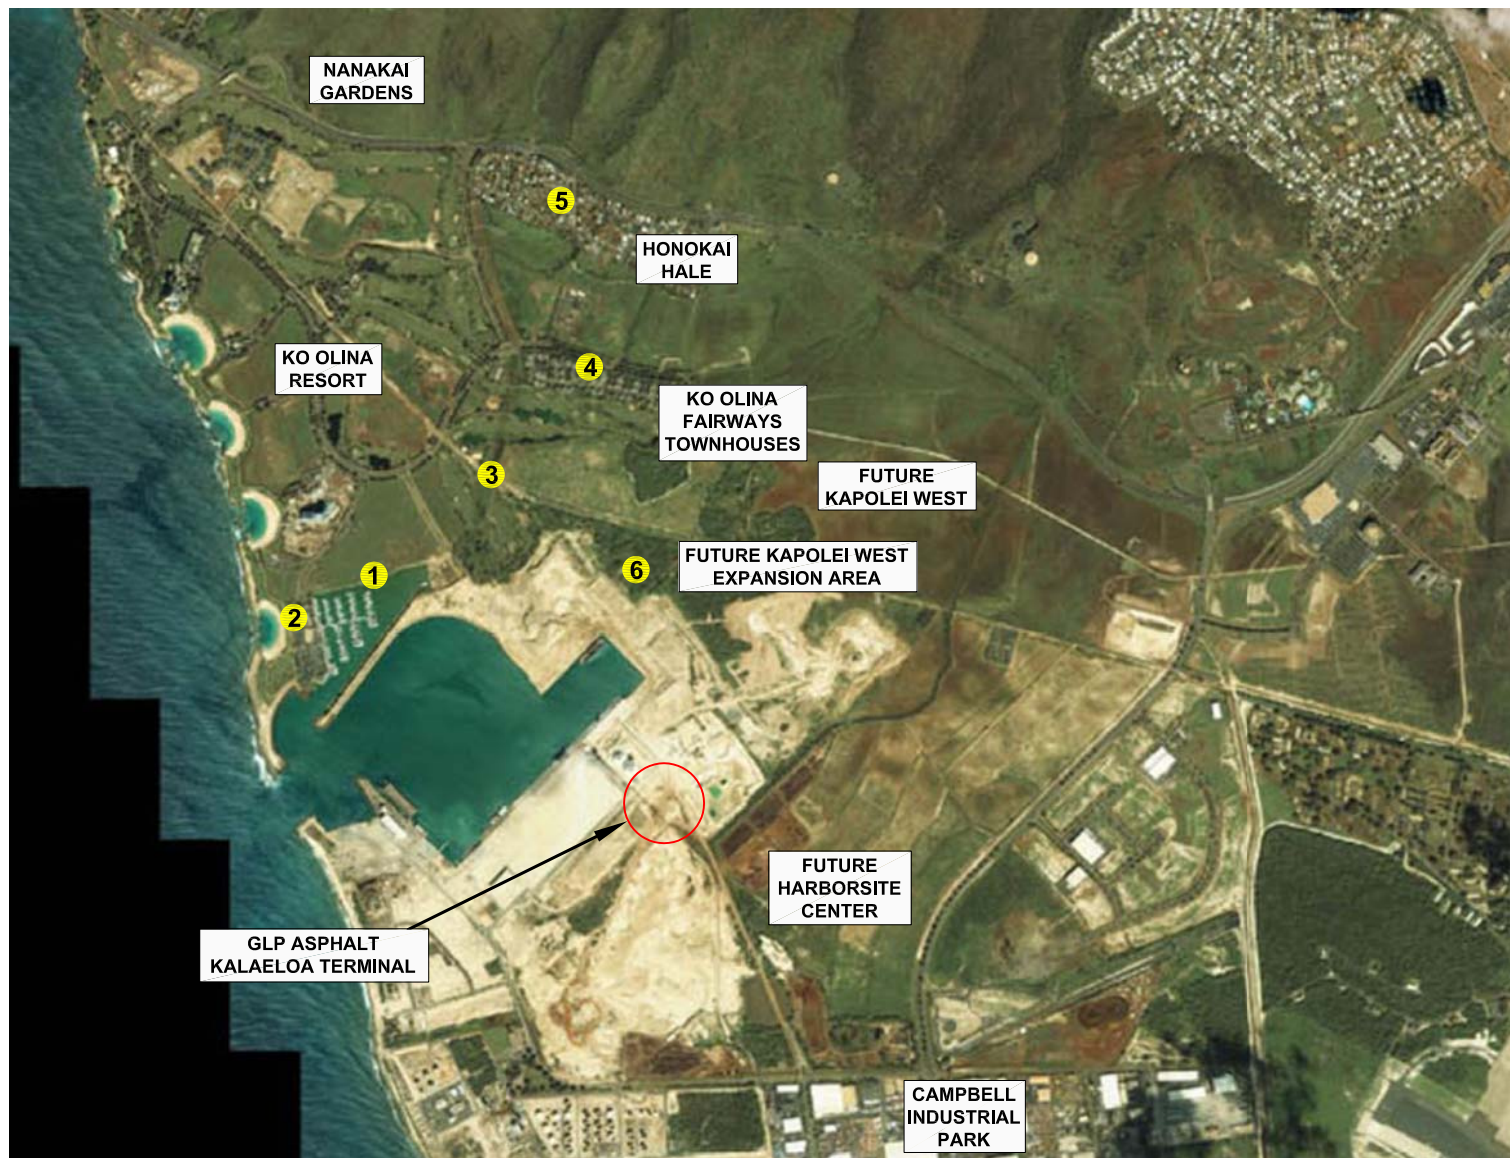 NANAKAI
GARDENS
5
HONOKAI
HALE
KO OLINA
RESORT
4
KO OLINA
FAIRWAYS
TOWNHOUSES
3
FUTURE
KAPOLEI WEST
FUTURE KAPOLEI WEST
EXPANSION AREA
6
1
2
FUTURE
HARBORSITE
CENTER
GLP ASPHALT
KALAELOA TERMINAL
CAMPBELL
INDUSTRIAL
PARK